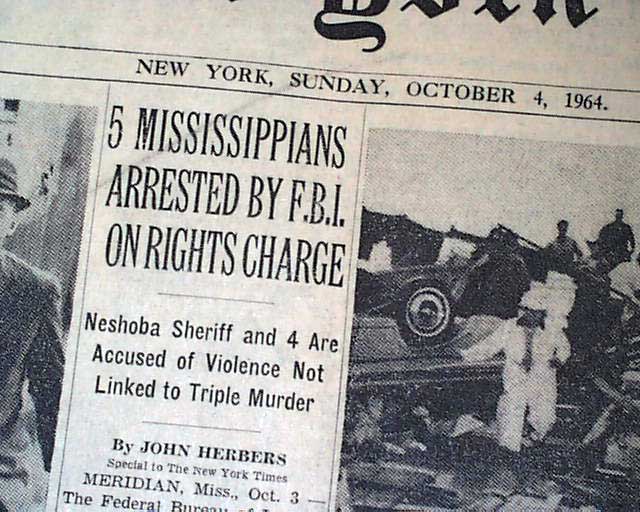 York
NEW YORK, SUNDAY, OCTOBER 4, 1964.
5 MISSISSIPPIANS
ARRESTED BY F.B.I.
ON RIGHTS CHARGE
Neshoba Sheriff and 4 Are
Accused of Violence Not
Linked to Triple Murder
By JOHN HERBERS
Special to The New York Times
MERIDIAN, Miss., Oct. 3 —
The Federal Bureau of